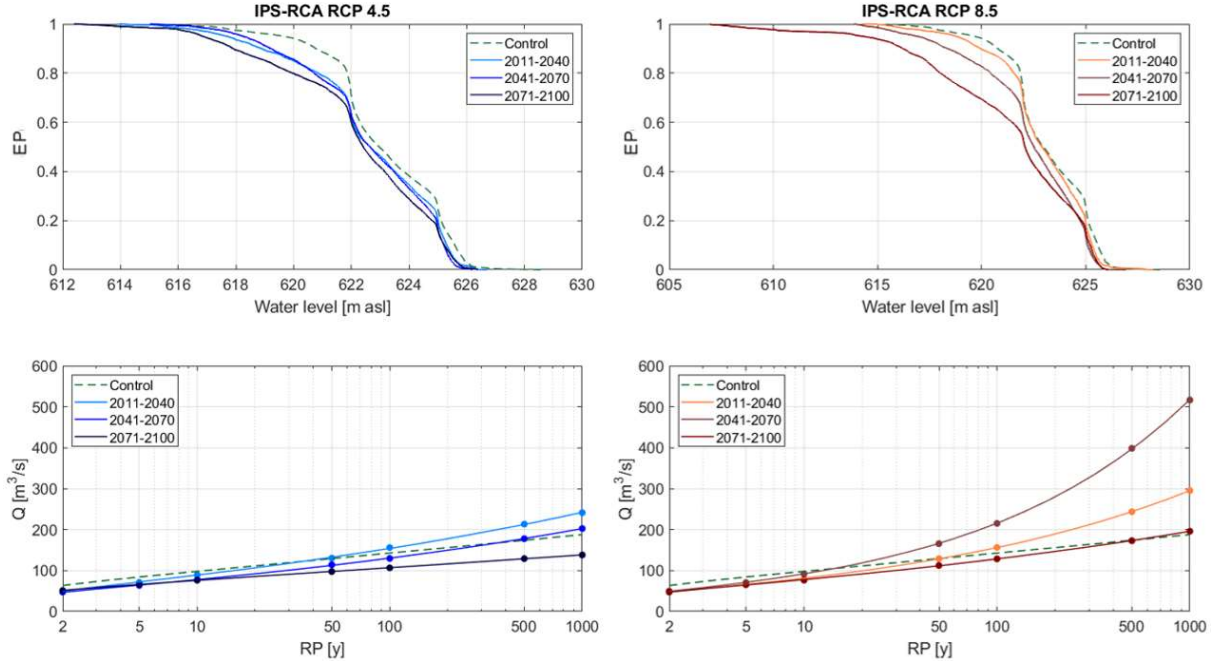 IPS-RCA RCP 4.5
1
0.8
0.6
0.4
0.2
0
EP
Control
2011-2040
2041-2070
2071-2100
612 614 616 618 620 622 624 626 628 630
Water level [m asl]
IPS-RCA RCP 8.5
1
0.8
0.6
0.4
0.2
0
EP
Control
2011-2040
2041-2070
2071-2100
605 610 615 620 625 630
Water level [m asl]
600
500
400
300
200
100
0
Q [m³/s]
Control
2011-2040
2041-2070
2071-2100
2 5 10 50 100 500 1000
RP [y]
600
500
400
300
200
100
0
Q [m³/s]
Control
2011-2040
2041-2070
2071-2100
2 5 10 50 100 500 1000
RP [y]